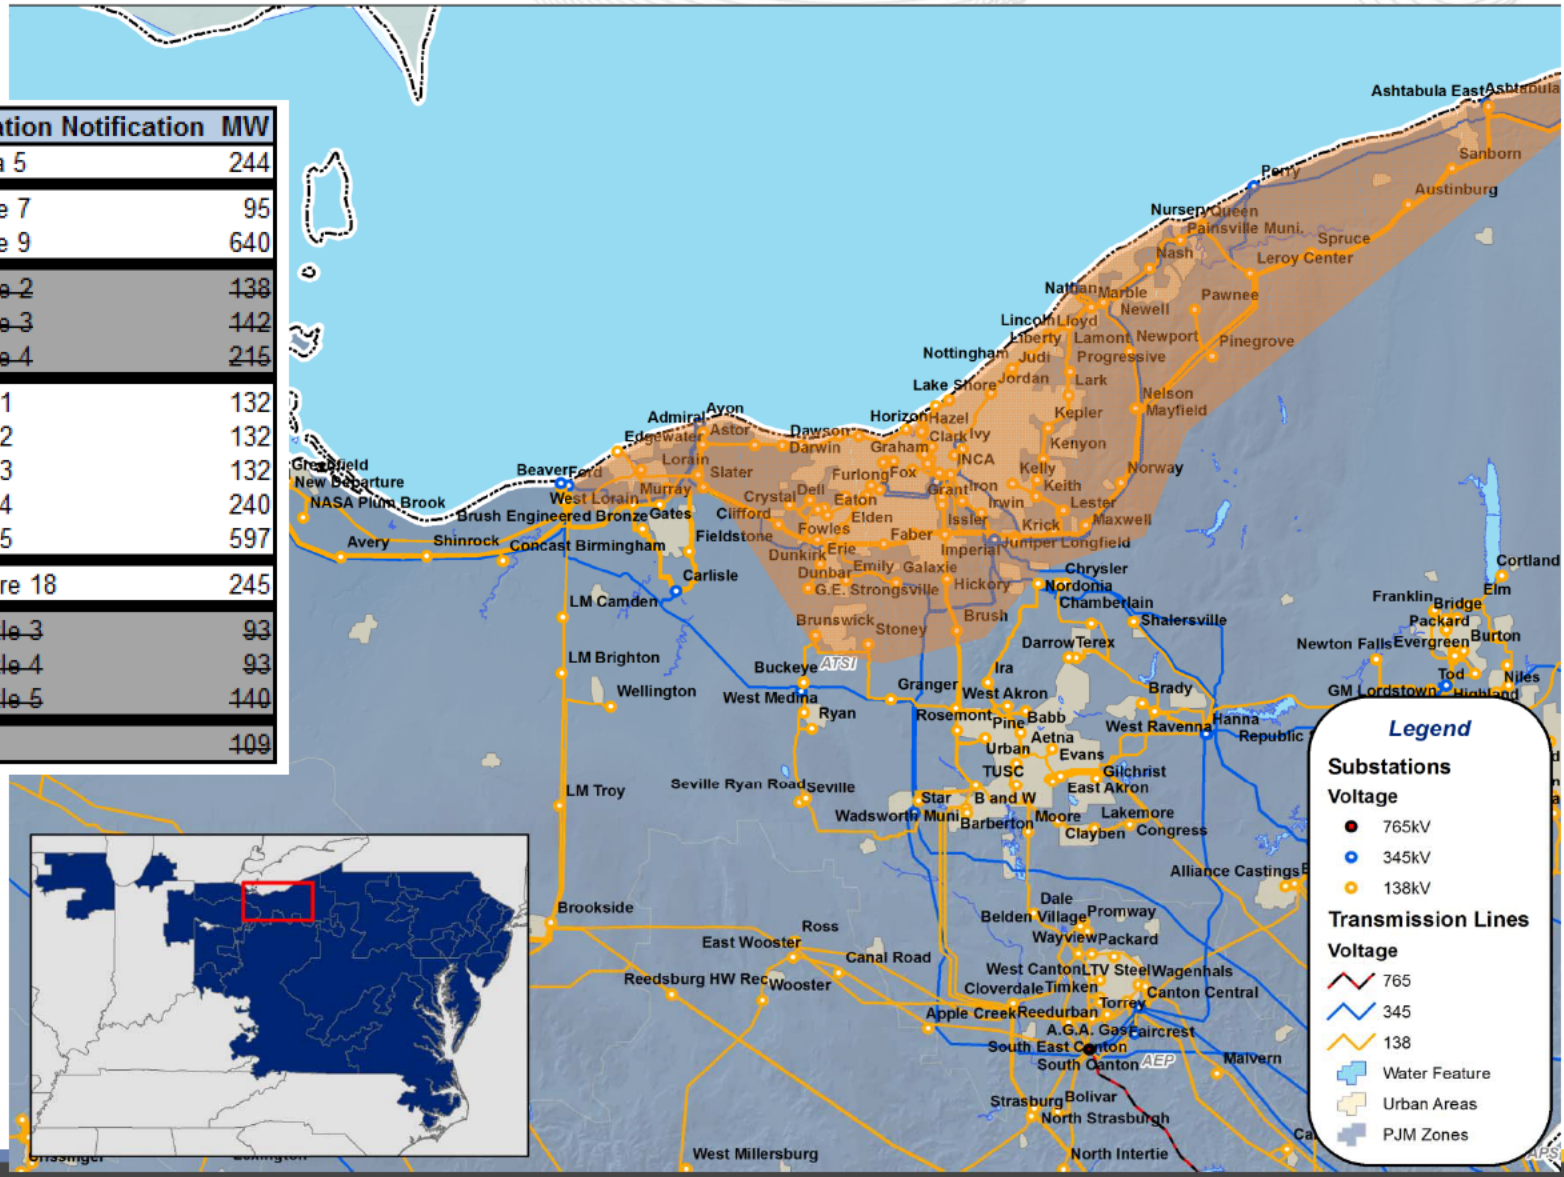 ation Notification MW
a 5 244
e 7 95
e 9 640
e 2 138
e 3 142
e 4 215
1 132
2 132
3 132
4 240
5 597
re 18 245
le 3 93
le 4 93
le 5 140
109
Ashtabula East
Ashtabula
Sanborn
Perry
Austinburg
Nursery
Queen
Painsville Muni.
Spruce
Nash
Leroy Center
Nathan
Marble
Pawnee
Newell
Lincoln
Lloyd
Liberty
Lamont
Newport
Pinegrove
Nottingham
Judi
Progressive
Lake Shore
Jordan
Lark
Nelson
Mayfield
Admiral
Avon
Horizon
Hazel
Kepler
Edgewater
Astor
Dawson
Darwin
Clark
Ivy
Graham
Kenyon
Lorain
INCA
Greenfield
New Departure
Beaver
Ford
Slater
Furlong
Fox
Kelly
Norway
NASA Plum Brook
West Lorain
Murray
Crystal
Dell
Eaton
Grant
Iron
Keith
Irwin
Lester
Brush Engineered Bronze
Gates
Clifford
Elden
Issler
Krick
Maxwell
Avery
Shinrock
Concast
Birmingham
Fieldstone
Fowles
Faber
Imperial
Juniper
Longfield
Dunkirk
Erie
Emily
Galaxie
Chrysler
Carlisle
Dunbar
G.E.
Strongsville
Hickory
Nordonia
Chamberlain
LM Camden
Brunswick
Stoney
Brush
Shalersville
Cortland
Elm
Franklin
Bridge
Packard
Burton
Newton Falls
Evergreen
Darrow
Terex
LM Brighton
Buckeye
ATSI
Ira
Tod
Niles
Wellington
West Medina
Granger
West Akron
Brady
GM Lordstown
Highland
Ryan
Rosemont
Pine
Babb
West Ravenna
Hanna
Republic
Aetna
Urban
Evans
LM Troy
Seville Ryan Road
Seville
TUSC
Gilchrist
East Akron
Star
B and W
Wadsworth Muni
Barberton
Moore
Lakemore
Clayben
Congress
Alliance Castings
Brookside
Ross
Dale
Belden Village
Promway
East Wooster
Wayview
Packard
Canal Road
Reedsburg
HW Rec
Wooster
West Canton
LTV Steel
Wagenhals
Cloverdale
Timken
Canton Central
Torrey
Apple Creek
Reedurban
A.G.A. Gas
Faircrest
South East Canton
South Canton
AEP
Malvern
Strasburg
Bolivar
North Strasburgh
West Millersburg
North Intertie
APS
Legend
Substations
Voltage
765kV
345kV
138kV
Transmission Lines
Voltage
765
345
138
Water Feature
Urban Areas
PJM Zones